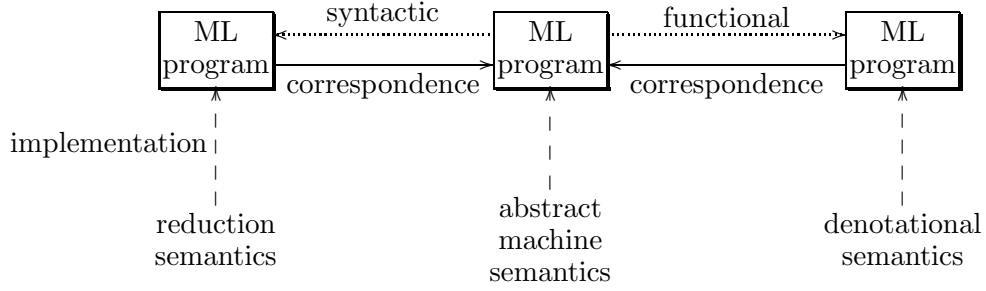 syntactic
functional
ML
program
ML
program
ML
program
correspondence
correspondence
implementation
reduction
semantics
abstract
machine
semantics
denotational
semantics